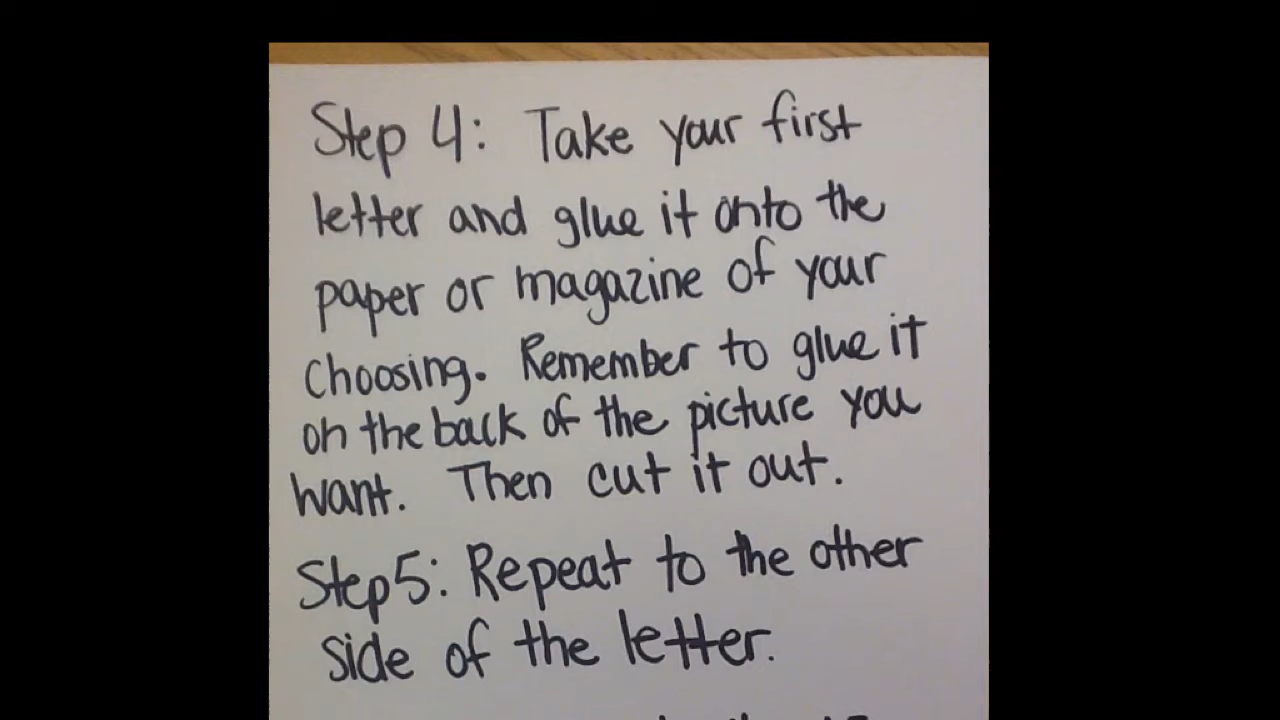 Step 4: Take your first
letter and glue it onto the
paper or magazine of your
choosing. Remember to glue it
on the back of the picture you
want. Then cut it out.
Step 5: Repeat to the other
side of the letter.